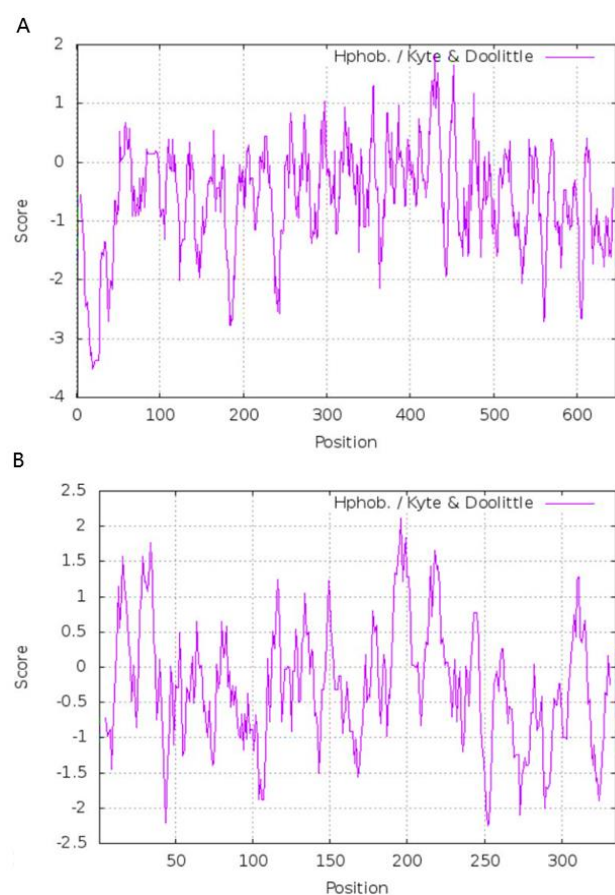 A
Hphob. / Kyte & Doolittle
2
1
0
-1
-2
-3
-4
Score
0 100 200 300 400 500 600
Position
B
Hphob. / Kyte & Doolittle
2.5
2
1.5
1
0.5
0
-0.5
-1
-1.5
-2
-2.5
Score
50 100 150 200 250 300
Position